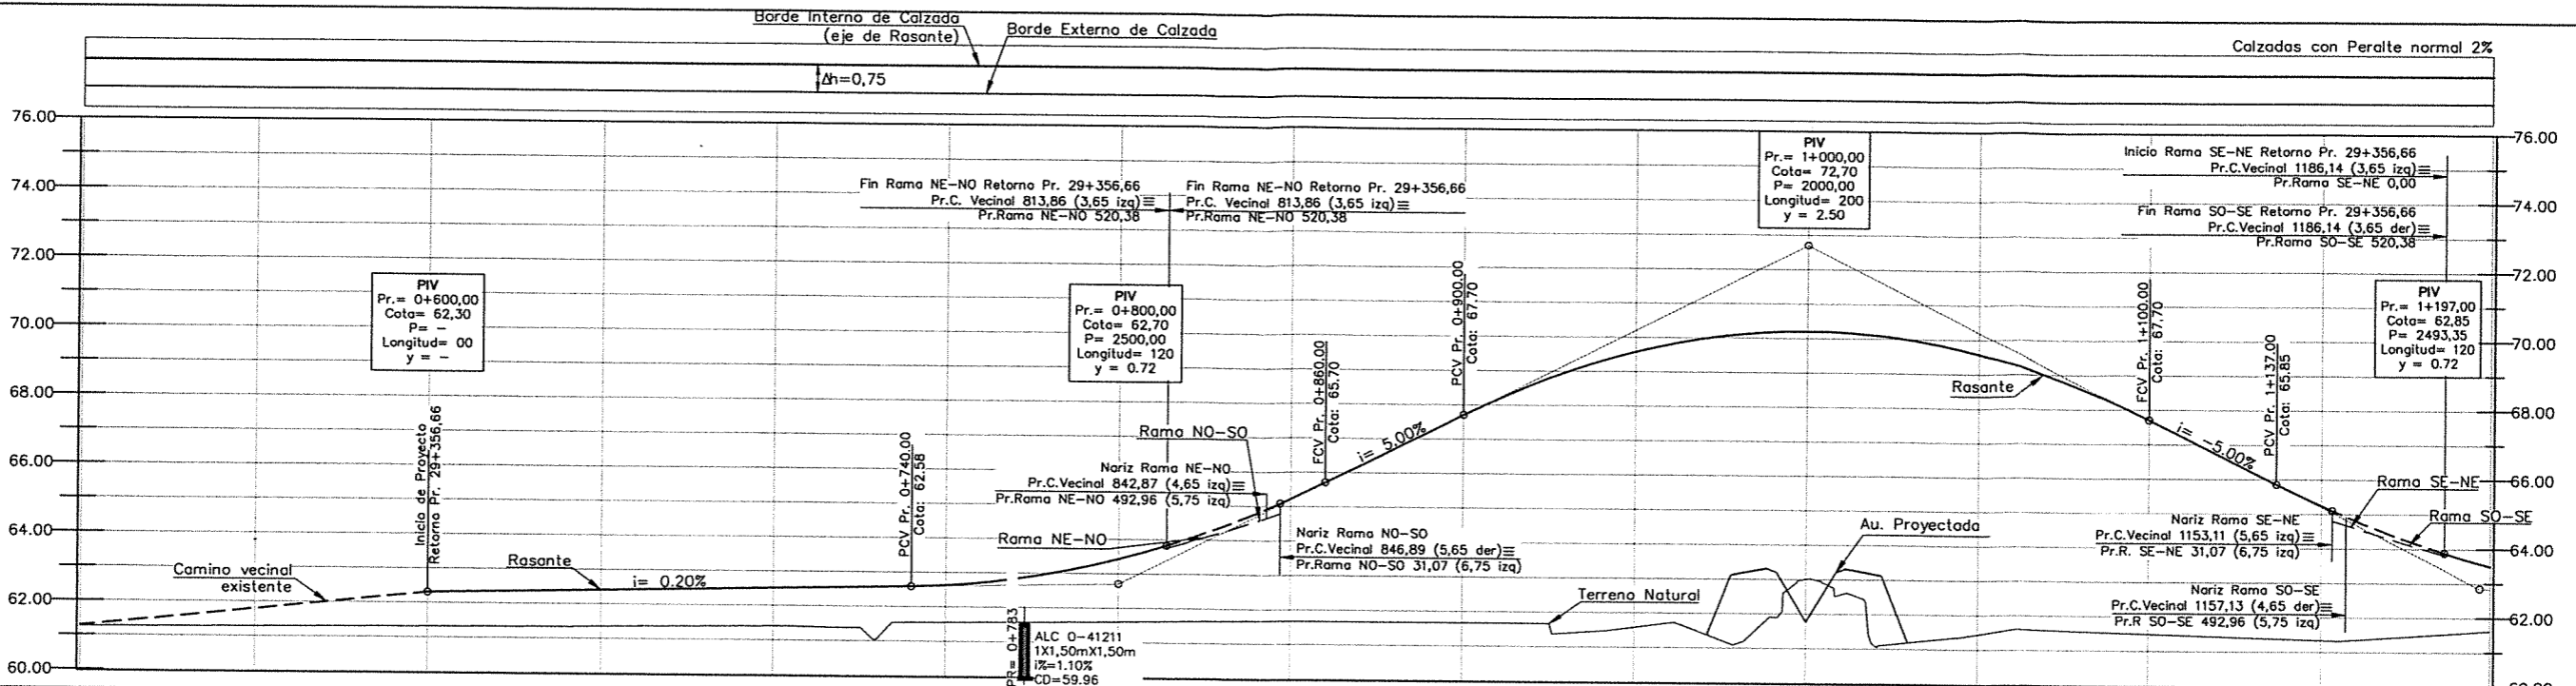 Borde Interno de Calzada
(eje de Rasante)
Borde Externo de Calzada
Calzadas con Peralte normal 2%
Δh=0,75
76.00
74.00
72.00
70.00
68.00
66.00
64.00
62.00
60.00
PIV
Pr.= 0+600,00
Cota= 62,30
P= -
Longitud= 00
y = -
Inicio de Proyecto
Retorno Pr. 29+356,66
Camino vecinal
existente
Rasante
i= 0.20%
PCV Pr. 0+740.00
Cota: 62.58
Fin Rama NE-NO Retorno Pr. 29+356,66
Pr.C. Vecinal 813,86 (3,65 izq)≡
Pr.Rama NE-NO 520,38
Fin Rama NE-NO Retorno Pr. 29+356,66
Pr.C. Vecinal 813,86 (3,65 izq)≡
Pr.Rama NE-NO 520,38
PIV
Pr.= 0+800,00
Cota= 62,70
P= 2500,00
Longitud= 120
y = 0.72
Rama NO-SO
Nariz Rama NE-NO
Pr.C.Vecinal 842,87 (4,65 izq)≡
Pr.Rama NE-NO 492,96 (5,75 izq)
Rama NE-NO
Nariz Rama NO-SO
Pr.C.Vecinal 846,89 (5,65 der)≡
Pr.Rama NO-SO 31,07 (6,75 izq)
PR= 0+783
ALC O-41211
1X1,50mX1,50m
i%=1.10%
CD=59.96
FCV Pr. 0+860.00
Cota: 65.70
i= 5.00%
PCV Pr. 0+900.00
Cota: 67.70
PIV
Pr.= 1+000,00
Cota= 72,70
P= 2000,00
Longitud= 200
y = 2.50
Rasante
Terreno Natural
Au. Proyectada
FCV Pr. 1+100.00
Cota: 67.70
i= -5.00%
PCV Pr. 1+137.00
Cota: 65.85
Inicio Rama SE-NE Retorno Pr. 29+356,66
Pr.C.Vecinal 1186,14 (3,65 izq)≡
Pr.Rama SE-NE 0,00
Fin Rama SO-SE Retorno Pr. 29+356,66
Pr.C.Vecinal 1186,14 (3,65 der)≡
Pr.Rama SO-SE 520,38
PIV
Pr.= 1+197,00
Cota= 62,85
P= 2493,35
Longitud= 120
y = 0.72
Rama SE-NE
Rama SO-SE
Nariz Rama SE-NE
Pr.C.Vecinal 1153,11 (5,65 izq)≡
Pr.R. SE-NE 31,07 (6,75 izq)
Nariz Rama SO-SE
Pr.C.Vecinal 1157,13 (4,65 der)≡
Pr.R SO-SE 492,96 (5,75 izq)
76.00
74.00
72.00
70.00
68.00
66.00
64.00
62.00